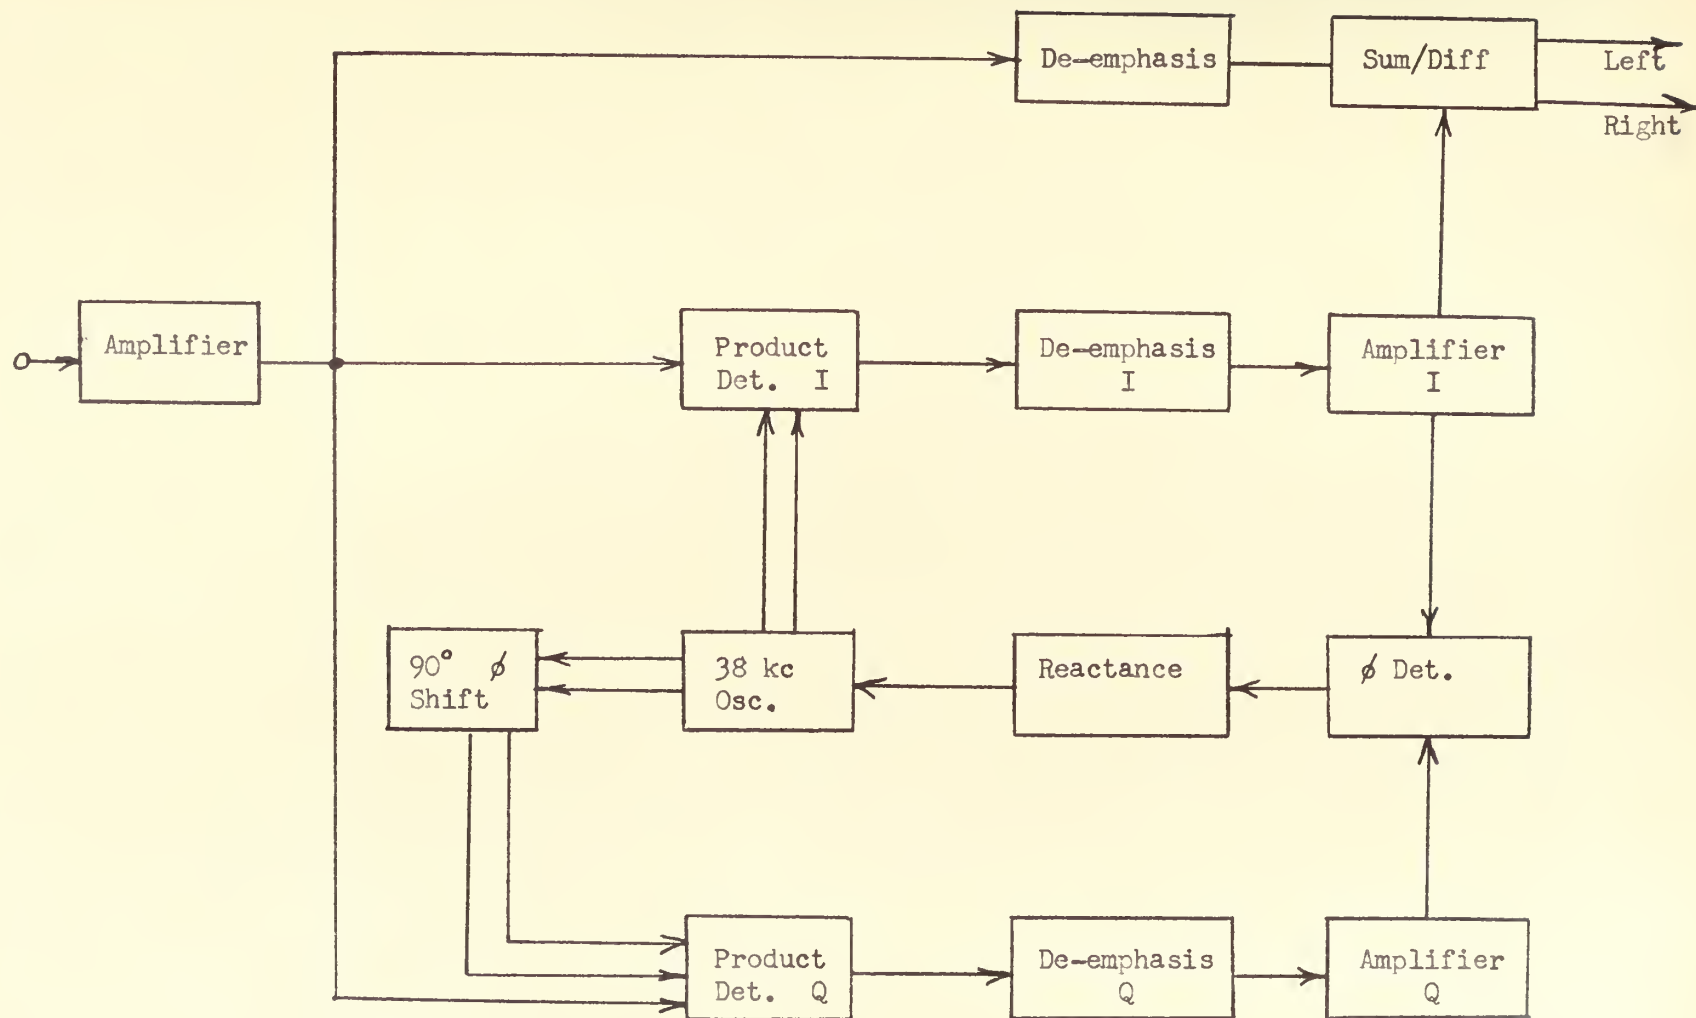 De-emphasis
Sum/Diff
Left
Right
Amplifier
Product
Det. I
De-emphasis
I
Amplifier
I
90° ϕ
Shift
38 kc
Osc.
Reactance
ϕ Det.
Product
Det. Q
De-emphasis
Q
Amplifier
Q